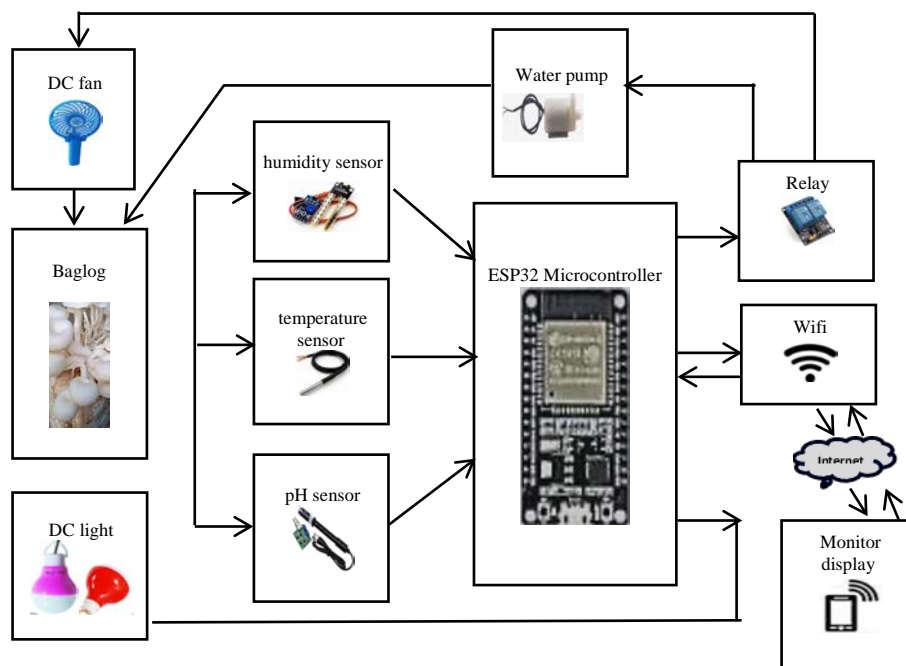 DC fan
Water pump
humidity sensor
Relay
Baglog
ESP32 Microcontroller
temperature
sensor
Wifi
Internet
pH sensor
DC light
Monitor
display